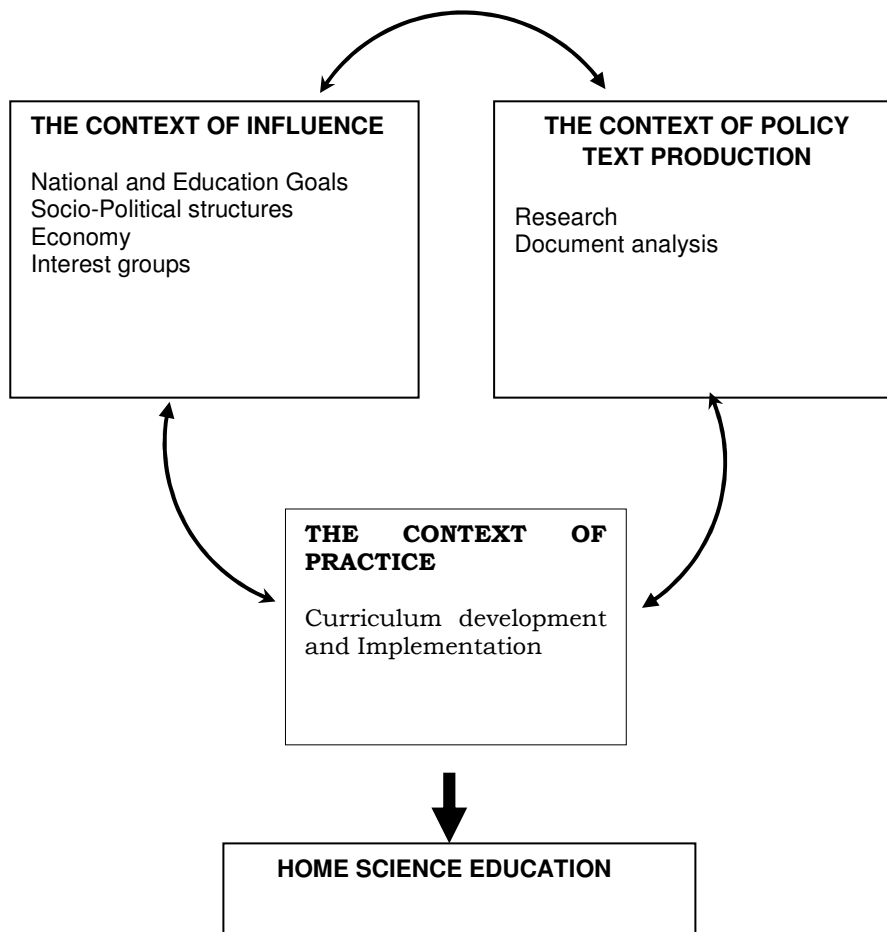 THE CONTEXT OF INFLUENCE
National and Education Goals
Socio-Political structures
Economy
Interest groups
THE CONTEXT OF POLICY
TEXT PRODUCTION
Research
Document analysis
THE CONTEXT OF
PRACTICE
Curriculum development
and Implementation
HOME SCIENCE EDUCATION